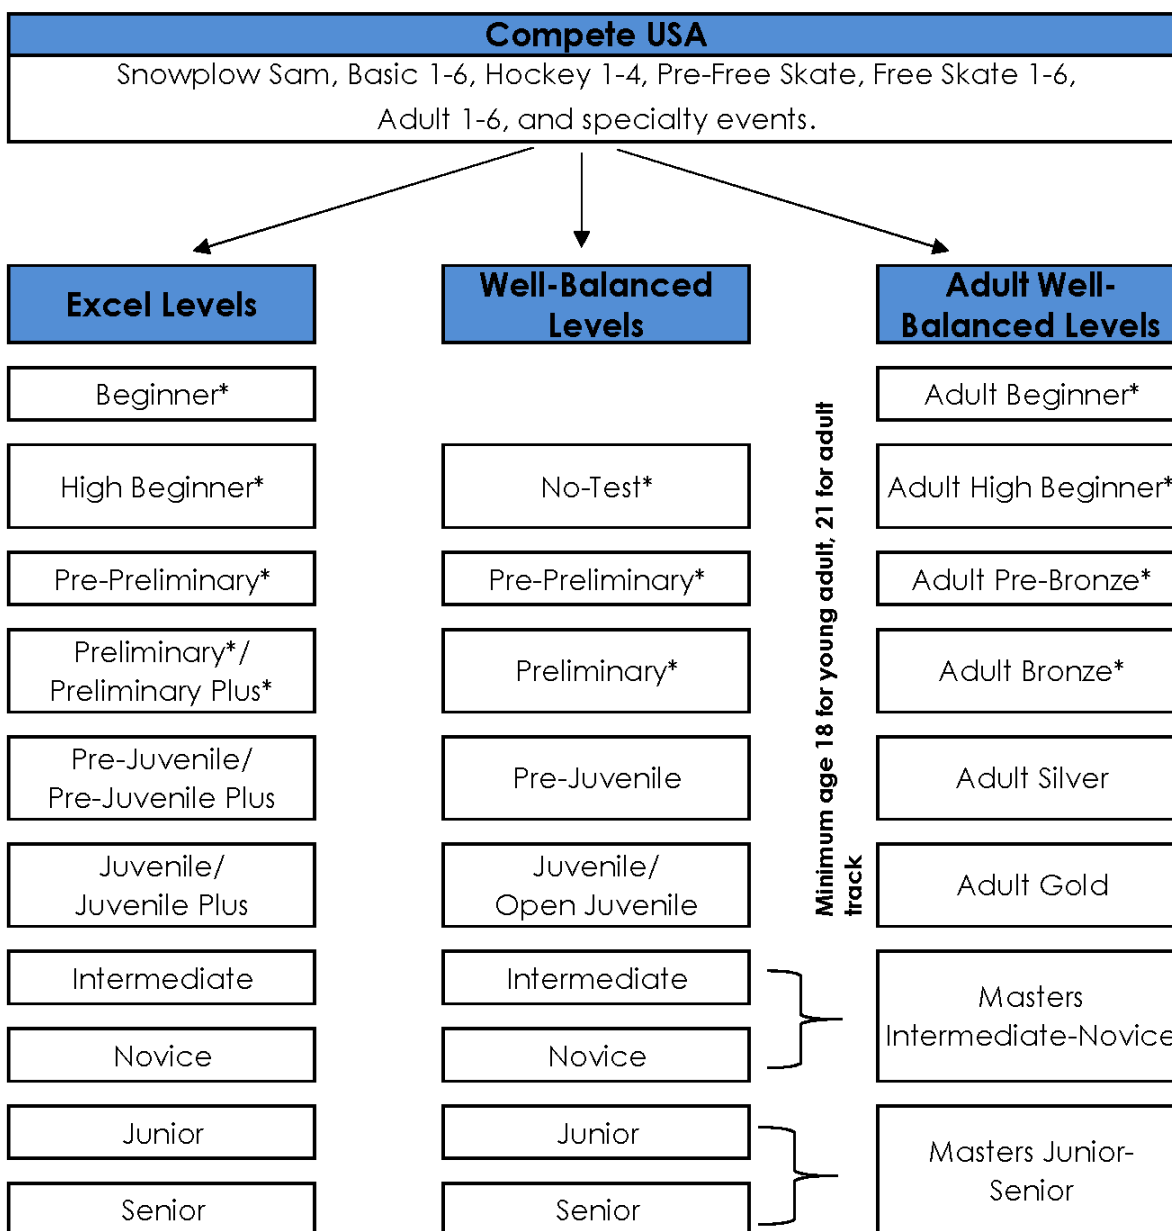 Compete USA
Snowplow Sam, Basic 1-6, Hockey 1-4, Pre-Free Skate, Free Skate 1-6,
Adult 1-6, and specialty events.
Excel Levels
Beginner*
High Beginner*
Pre-Preliminary*
Preliminary*/
Preliminary Plus*
Pre-Juvenile/
Pre-Juvenile Plus
Juvenile/
Juvenile Plus
Intermediate
Novice
Junior
Senior
Well-Balanced
Levels
No-Test*
Pre-Preliminary*
Preliminary*
Pre-Juvenile
Juvenile/
Open Juvenile
Intermediate
Novice
Junior
Senior
Minimum age 18 for young adult, 21 for adult
track
Adult Well-
Balanced Levels
Adult Beginner*
Adult High Beginner*
Adult Pre-Bronze*
Adult Bronze*
Adult Silver
Adult Gold
Masters
Intermediate-Novice
Masters Junior-
Senior